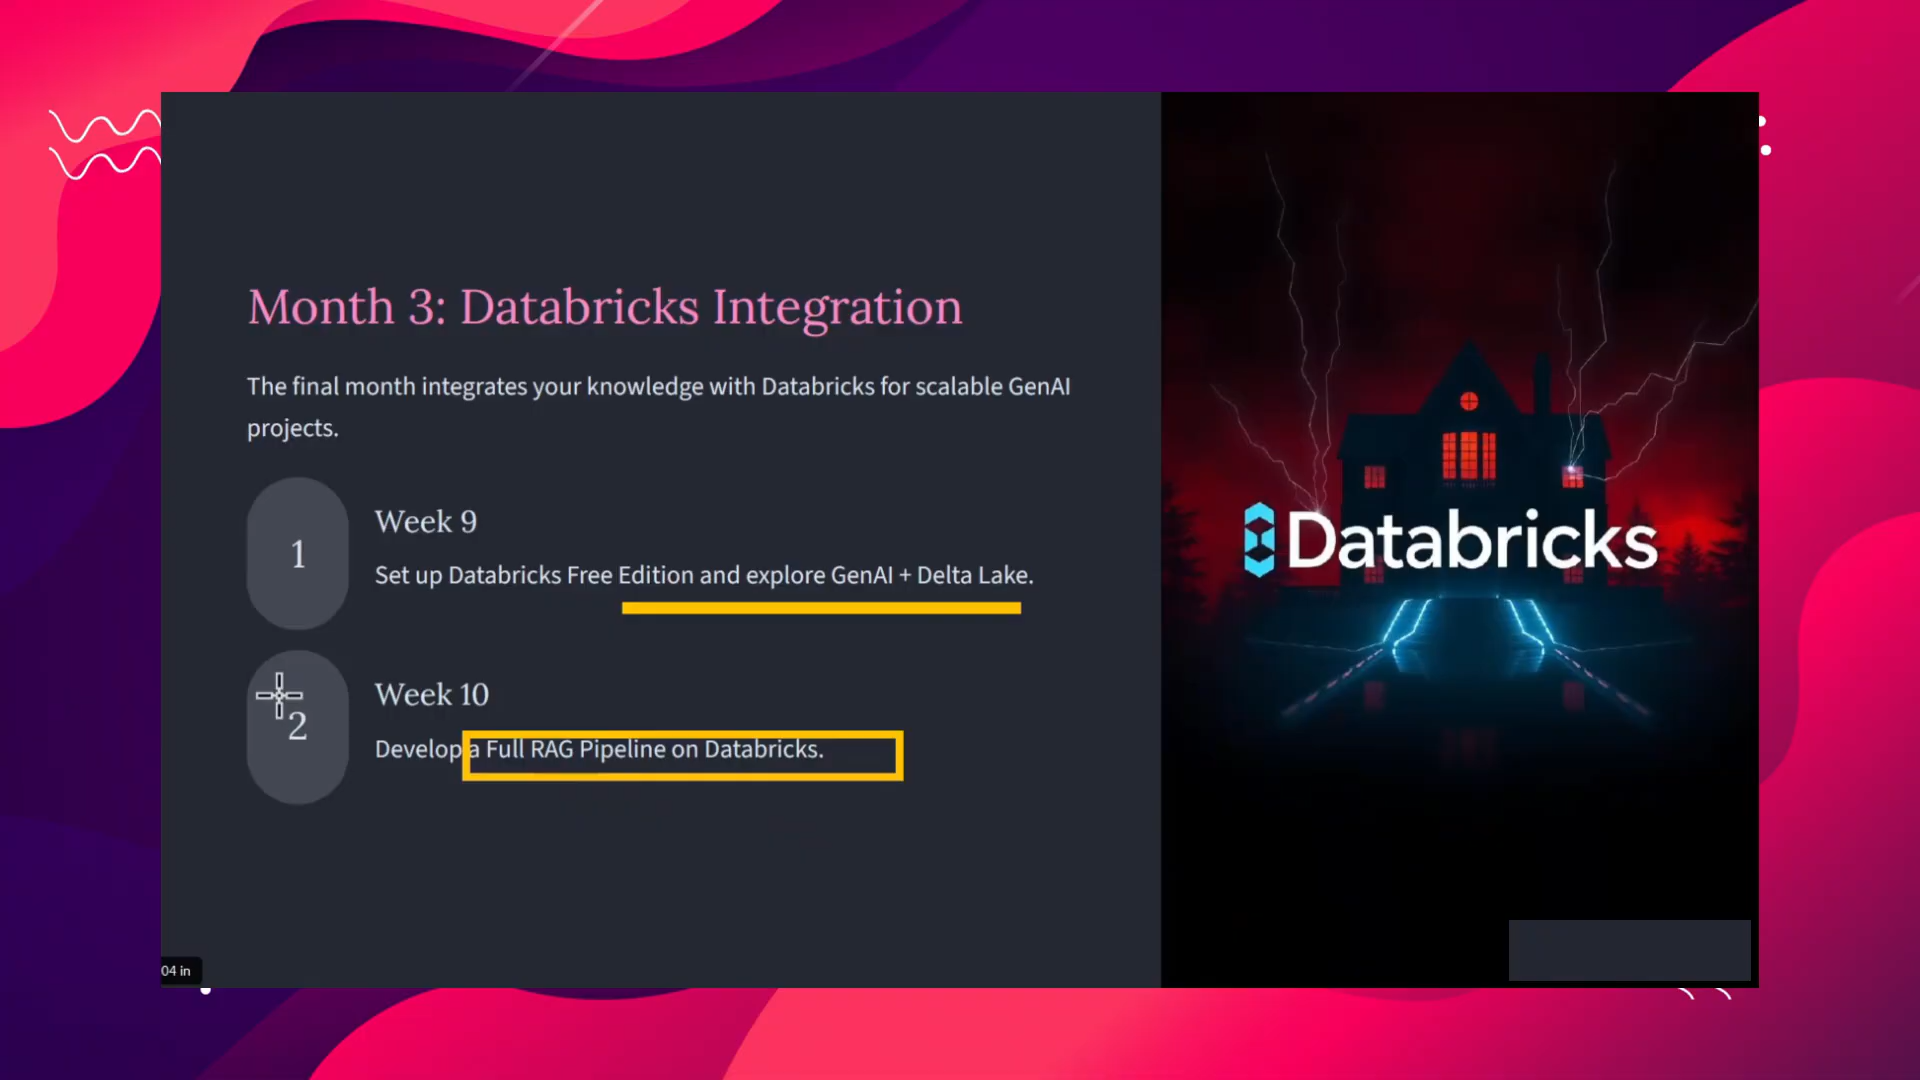 Month 3: Databricks Integration
The final month integrates your knowledge with Databricks for scalable GenAI
projects.
1
Week 9
Set up Databricks Free Edition and explore GenAI + Delta Lake.
2
Week 10
Develop a Full RAG Pipeline on Databricks.
Databricks
04 in